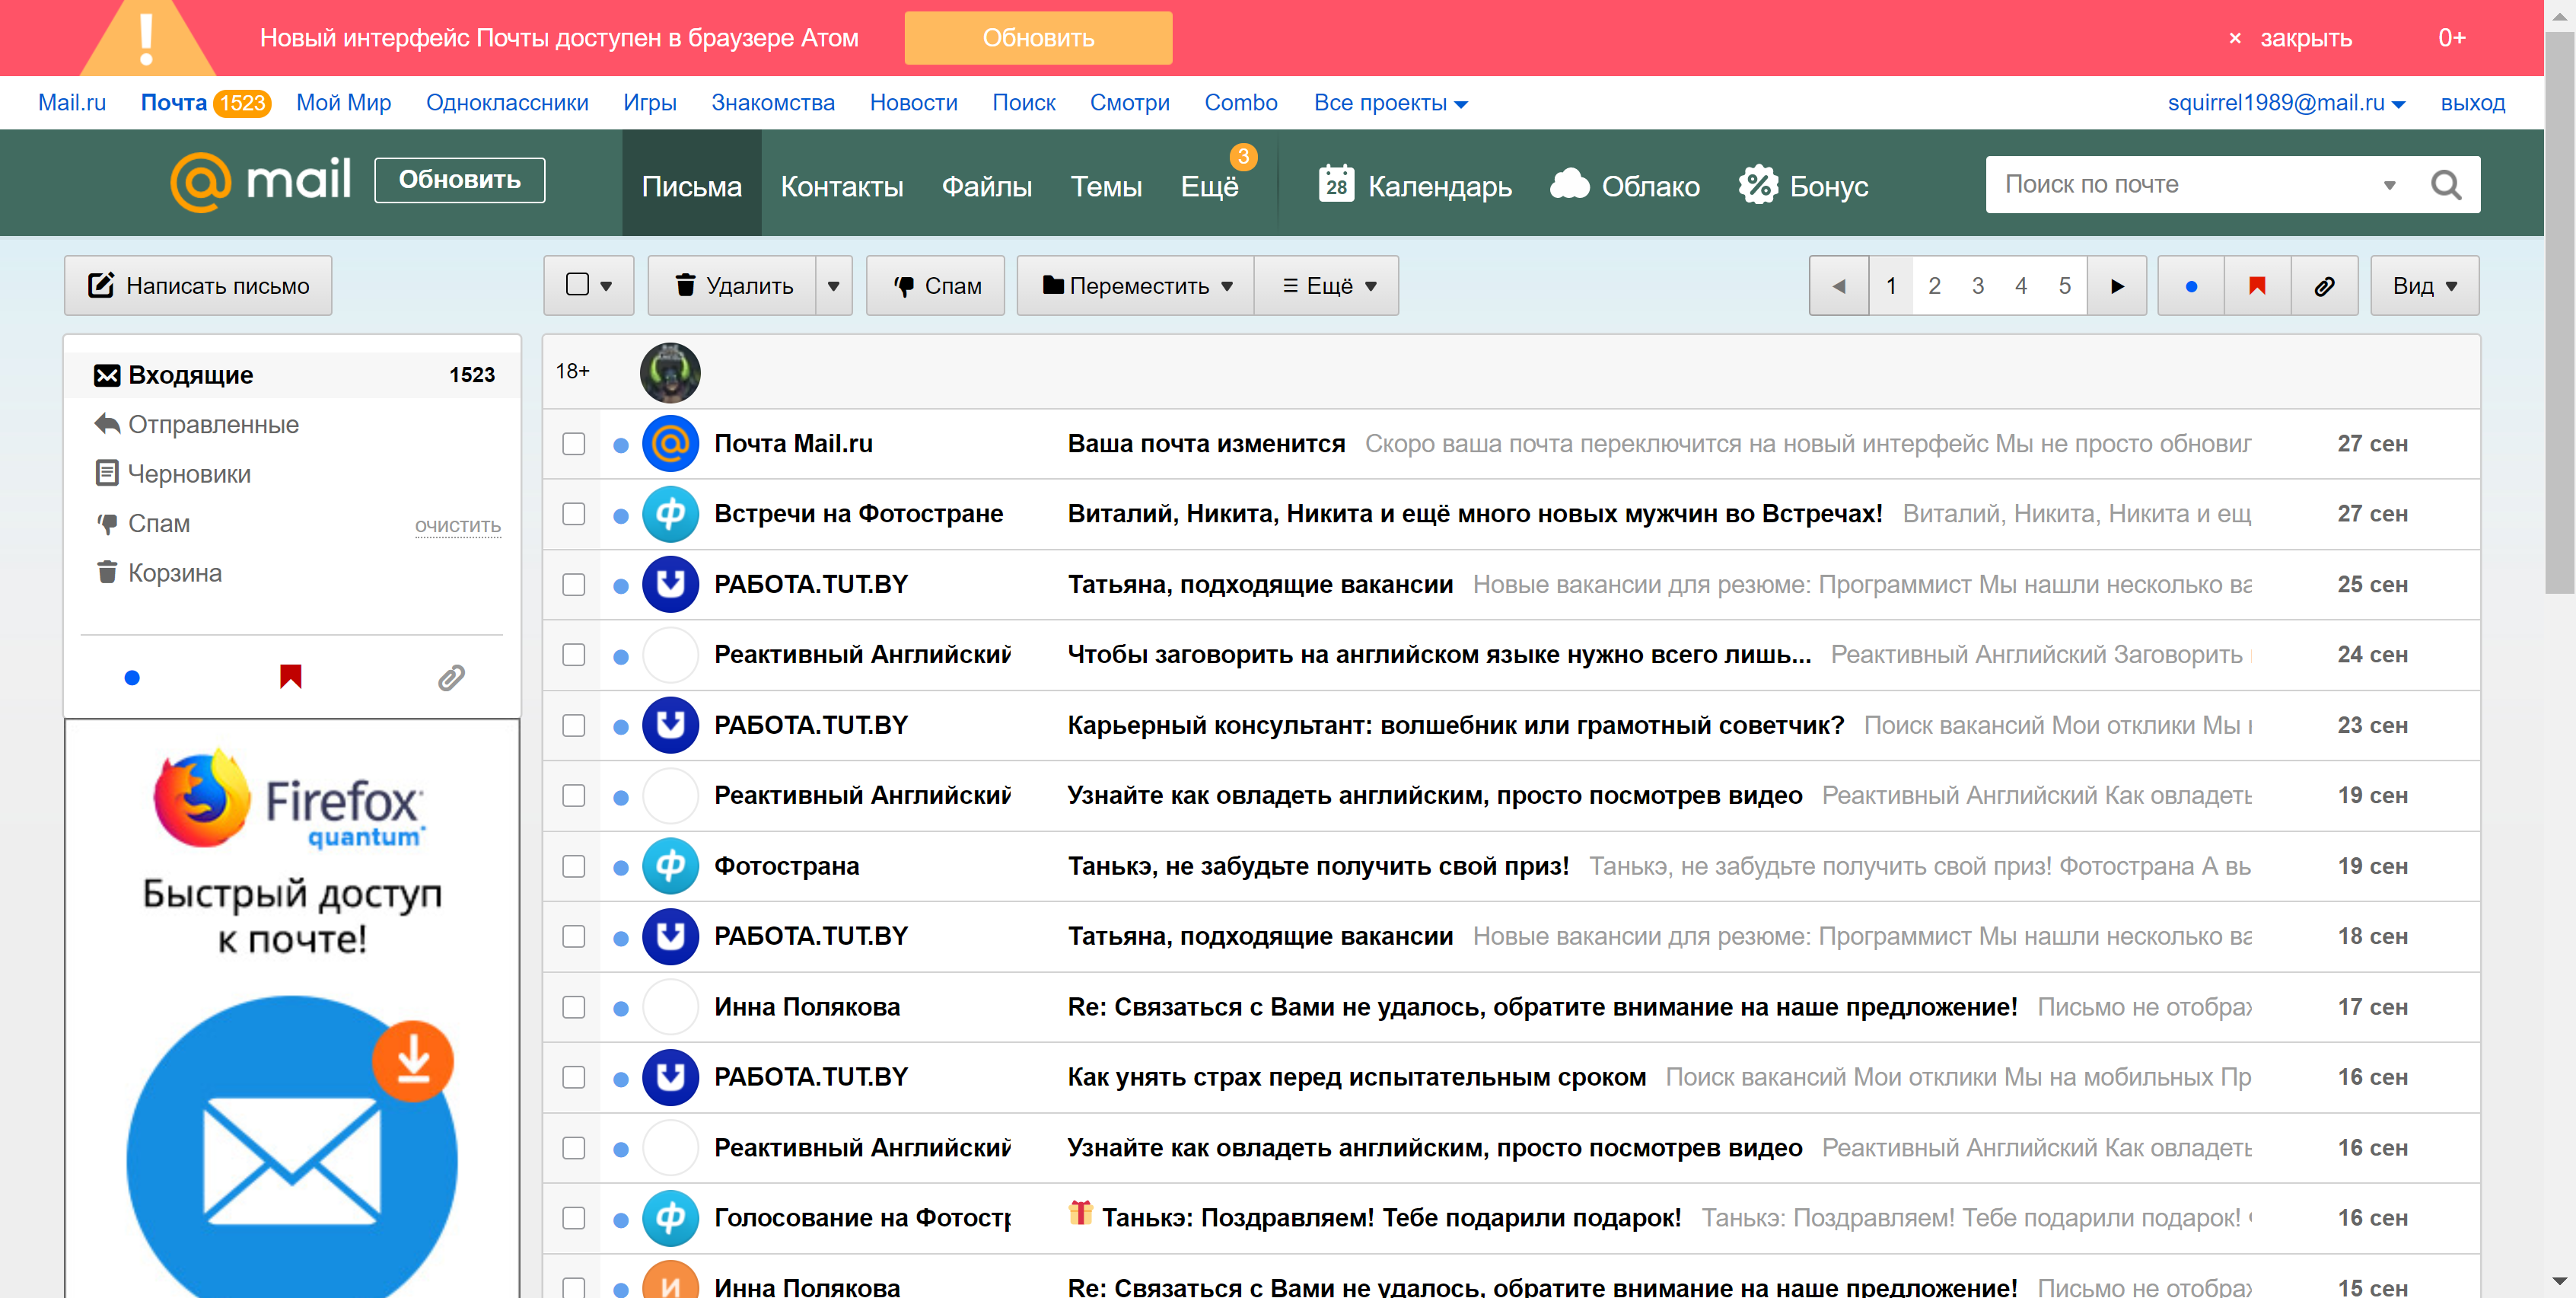 Новый интерфейс Почты доступен в браузере Атом Обновить × закрыть 0+
Mail.ru Почта 1523 Мой Мир Одноклассники Игры Знакомства Новости Поиск Смотри Combo Все проекты squirrel1989@mail.ru выход
@mail Обновить Письма Контакты Файлы Темы Ещё 3 28 Календарь Облако % Бонус Поиск по почте
Написать письмо Удалить Спам Переместить Ещё 1 2 3 4 5 Вид
Входящие 1523
Отправленные
Черновики
Спам очистить
Корзина
Firefox
quantum
Быстрый доступ
к почте!
18+
Почта Mail.ru Ваша почта изменится Скоро ваша почта переключится на новый интерфейс Мы не просто обновил 27 сен
Встречи на Фотостране Виталий, Никита, Никита и ещё много новых мужчин во Встречах! Виталий, Никита, Никита и ещ 27 сен
РАБОТА.TUT.BY Татьяна, подходящие вакансии Новые вакансии для резюме: Программист Мы нашли несколько ва 25 сен
Реактивный Английский Чтобы заговорить на английском языке нужно всего лишь... Реактивный Английский Заговорить 24 сен
РАБОТА.TUT.BY Карьерный консультант: волшебник или грамотный советчик? Поиск вакансий Мои отклики Мы 23 сен
Реактивный Английский Узнайте как овладеть английским, просто посмотрев видео Реактивный Английский Как овладеть 19 сен
Фотострана Танькэ, не забудьте получить свой приз! Танькэ, не забудьте получить свой приз! Фотострана А вы 19 сен
РАБОТА.TUT.BY Татьяна, подходящие вакансии Новые вакансии для резюме: Программист Мы нашли несколько ва 18 сен
Инна Полякова Re: Связаться с Вами не удалось, обратите внимание на наше предложение! Письмо не отображ 17 сен
РАБОТА.TUT.BY Как унять страх перед испытательным сроком Поиск вакансий Мои отклики Мы на мобильных Пр 16 сен
Реактивный Английский Узнайте как овладеть английским, просто посмотрев видео Реактивный Английский Как овладеть 16 сен
Голосование на Фотостр Танькэ: Поздравляем! Тебе подарили подарок! Танькэ: Поздравляем! Тебе подарили подарок! 16 сен
И Инна Полякова Re: Связаться с Вами не удалось, обратите внимание на наше предложение! Письмо не отображ 15 сен